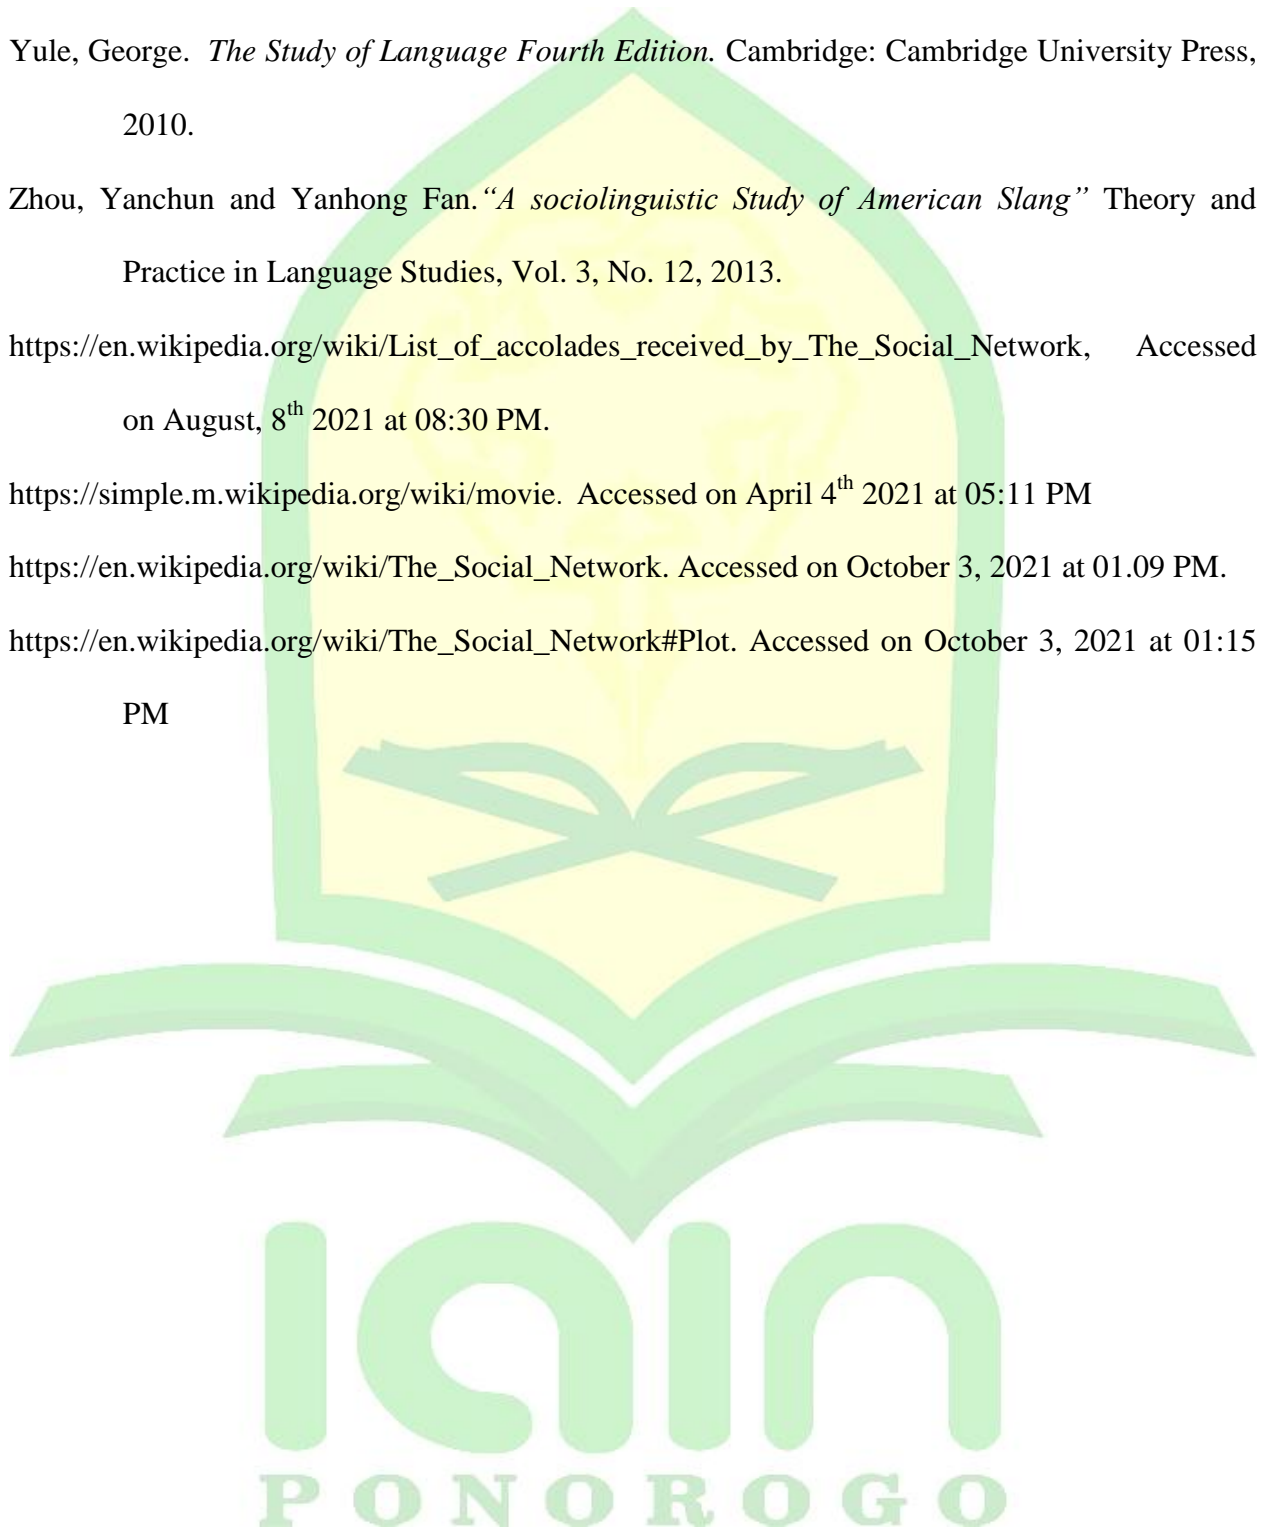 Yule, George. The Study of Language Fourth Edition. Cambridge: Cambridge University Press,
2010.
Zhou, Yanchun and Yanhong Fan.“A sociolinguistic Study of American Slang” Theory and
Practice in Language Studies, Vol. 3, No. 12, 2013.
https://en.wikipedia.org/wiki/List_of_accolades_received_by_The_Social_Network, Accessed
on August, 8th 2021 at 08:30 PM.
https://simple.m.wikipedia.org/wiki/movie. Accessed on April 4th 2021 at 05:11 PM
https://en.wikipedia.org/wiki/The_Social_Network. Accessed on October 3, 2021 at 01.09 PM.
https://en.wikipedia.org/wiki/The_Social_Network#Plot. Accessed on October 3, 2021 at 01:15
PM
iain
PONOROGO